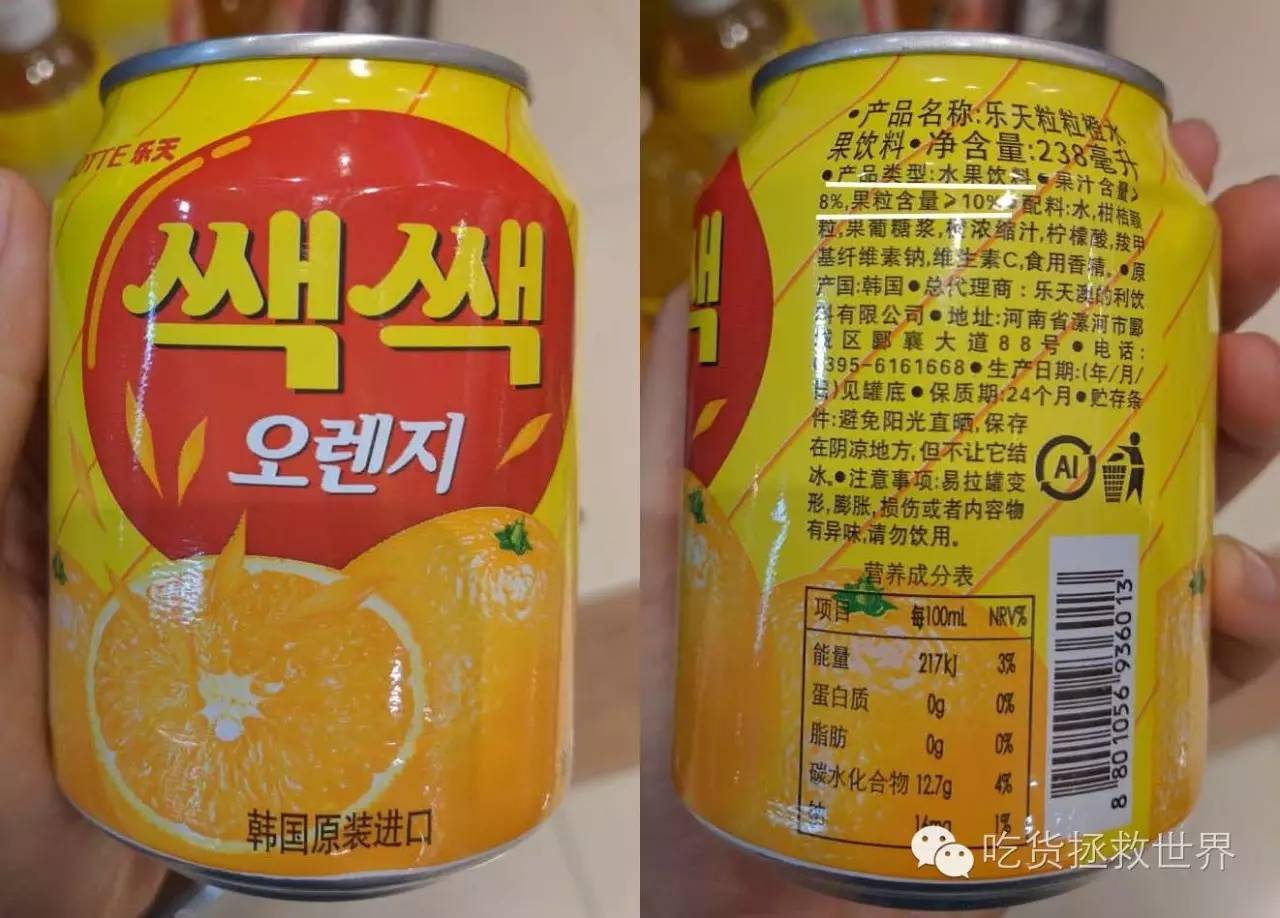 LOTTE 乐天
쌕쌕
오렌지
韩国原装进口
•产品名称:乐天粒粒橙水
果饮料•净含量:238毫升
•产品类型:水果饮料•果汁含量≥
8%,果粒含量≥10%•配料:水,柑桔颗
粒,果葡糖浆,橙浓缩汁,柠檬酸,羧甲
基纤维素钠,维生素C,食用香精。•原
产国:韩国•总代理商:乐天澳的利饮
料有限公司•地址:河南省漯河市郾
城区郾襄大道88号•电话:
0395-6161668•生产日期:(年/月/
日)见罐底•保质期:24个月•贮存条
件:避免阳光直晒,保存
在阴凉地方,但不让它结
冰。•注意事项:易拉罐变
形,膨胀,损伤或者内容物
有异味,请勿饮用。
Al
营养成分表
项目 每100mL NRV%
能量 217kJ 3%
蛋白质 0g 0%
脂肪 0g 0%
碳水化合物 12.7g 4%
钠 16mg 1%
8 801056 936013
吃货拯救世界